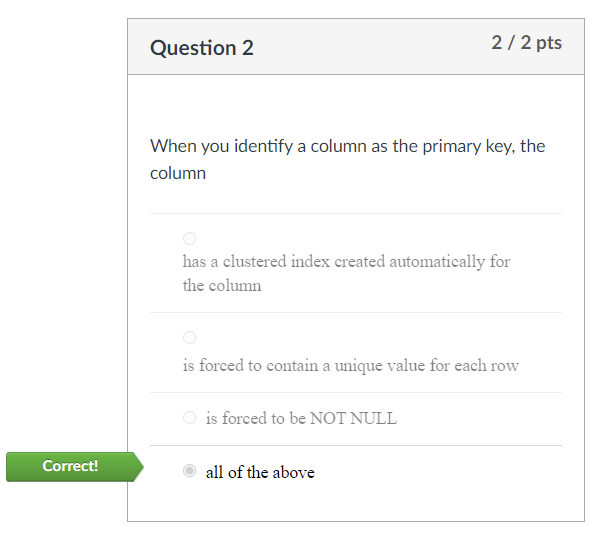 Question 2
2 / 2 pts
When you identify a column as the primary key, the
column
has a clustered index created automatically for
the column
is forced to contain a unique value for each row
is forced to be NOT NULL
Correct!
all of the above